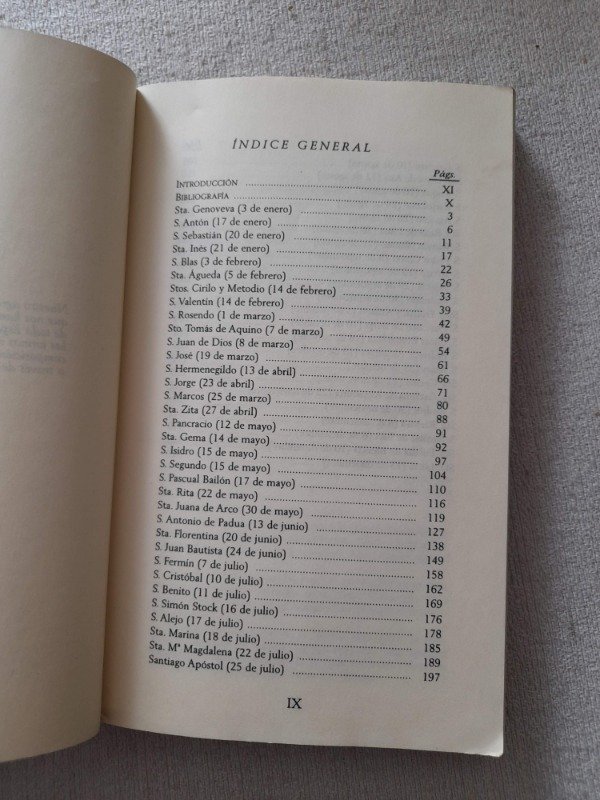 ÍNDICE GENERAL
Págs.
INTRODUCCIÓN ........ XI
BIBLIOGRAFÍA ........ X
Sta. Genoveva (3 de enero) ........ 3
S. Antón (17 de enero) ........ 6
S. Sebastián (20 de enero) ........ 11
Sta. Inés (21 de enero) ........ 17
S. Blas (3 de febrero) ........ 22
Sta. Águeda (5 de febrero) ........ 26
Stos. Cirilo y Metodio (14 de febrero) ........ 33
S. Valentín (14 de febrero) ........ 39
S. Rosendo (1 de marzo) ........ 42
Sto. Tomás de Aquino (7 de marzo) ........ 49
S. Juan de Dios (8 de marzo) ........ 54
S. José (19 de marzo) ........ 61
S. Hermenegildo (13 de abril) ........ 66
S. Jorge (23 de abril) ........ 71
S. Marcos (25 de marzo) ........ 80
Sta. Zita (27 de abril) ........ 88
S. Pancracio (12 de mayo) ........ 91
Sta. Gema (14 de mayo) ........ 92
S. Isidro (15 de mayo) ........ 97
S. Segundo (15 de mayo) ........ 104
S. Pascual Bailón (17 de mayo) ........ 110
Sta. Rita (22 de mayo) ........ 116
Sta. Juana de Arco (30 de mayo) ........ 119
S. Antonio de Padua (13 de junio) ........ 127
Sta. Florentina (20 de junio) ........ 138
S. Juan Bautista (24 de junio) ........ 149
S. Fermín (7 de julio) ........ 158
S. Cristóbal (10 de julio) ........ 162
S. Benito (11 de julio) ........ 169
S. Simón Stock (16 de julio) ........ 176
S. Alejo (17 de julio) ........ 178
Sta. Marina (18 de julio) ........ 185
Sta. Mª Magdalena (22 de julio) ........ 189
Santiago Apóstol (25 de julio) ........ 197
IX